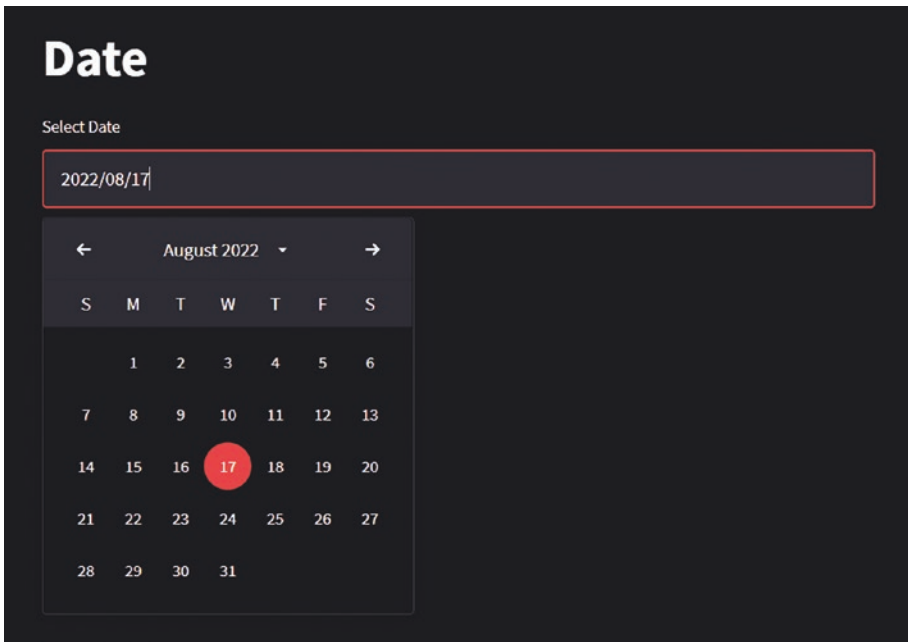 Date
Select Date
2022/08/17
August 2022
S M T W T F S
1 2 3 4 5 6
7 8 9 10 11 12 13
14 15 16 17 18 19 20
21 22 23 24 25 26 27
28 29 30 31